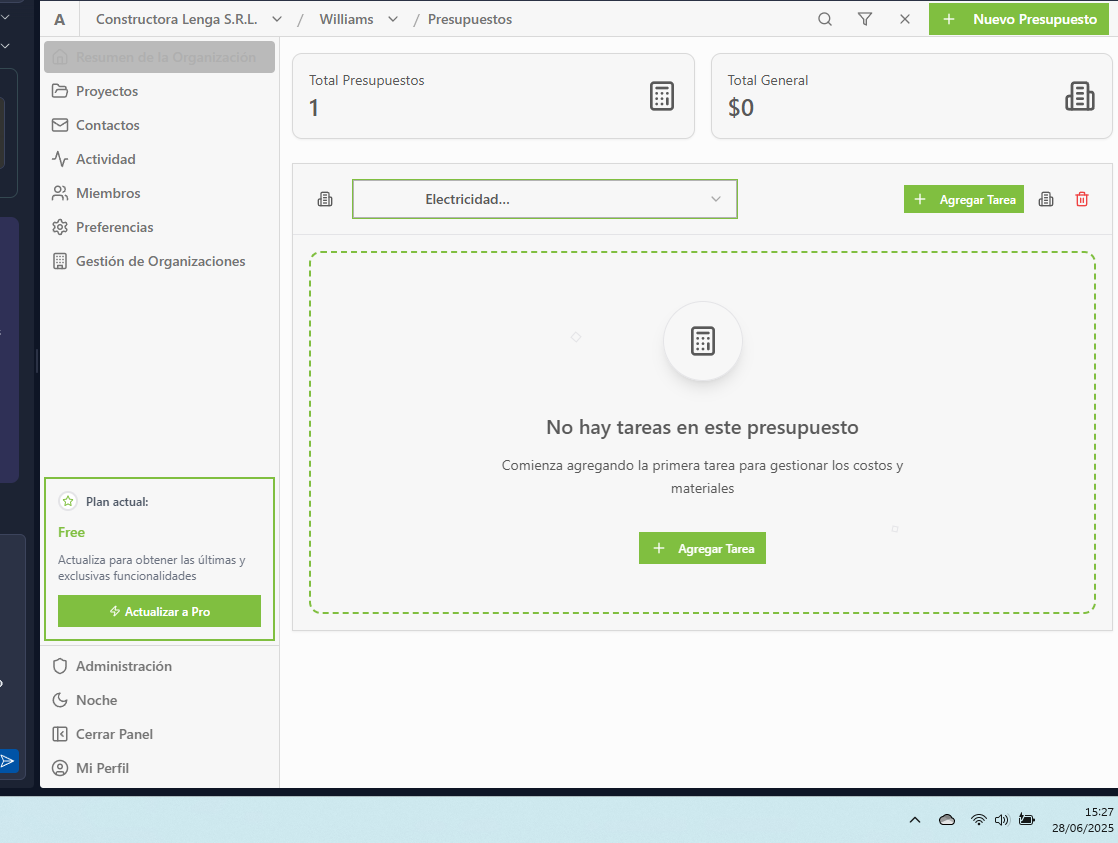 A
Constructora Lenga S.R.L. / Williams / Presupuestos
Nuevo Presupuesto
Resumen de la Organización
Proyectos
Contactos
Actividad
Miembros
Preferencias
Gestión de Organizaciones
Total Presupuestos
1
Total General
$0
Electricidad...
Agregar Tarea
No hay tareas en este presupuesto
Comienza agregando la primera tarea para gestionar los costos y
materiales
Agregar Tarea
Plan actual:
Free
Actualiza para obtener las últimas y
exclusivas funcionalidades
Actualizar a Pro
Administración
Noche
Cerrar Panel
Mi Perfil
15:27
28/06/2025